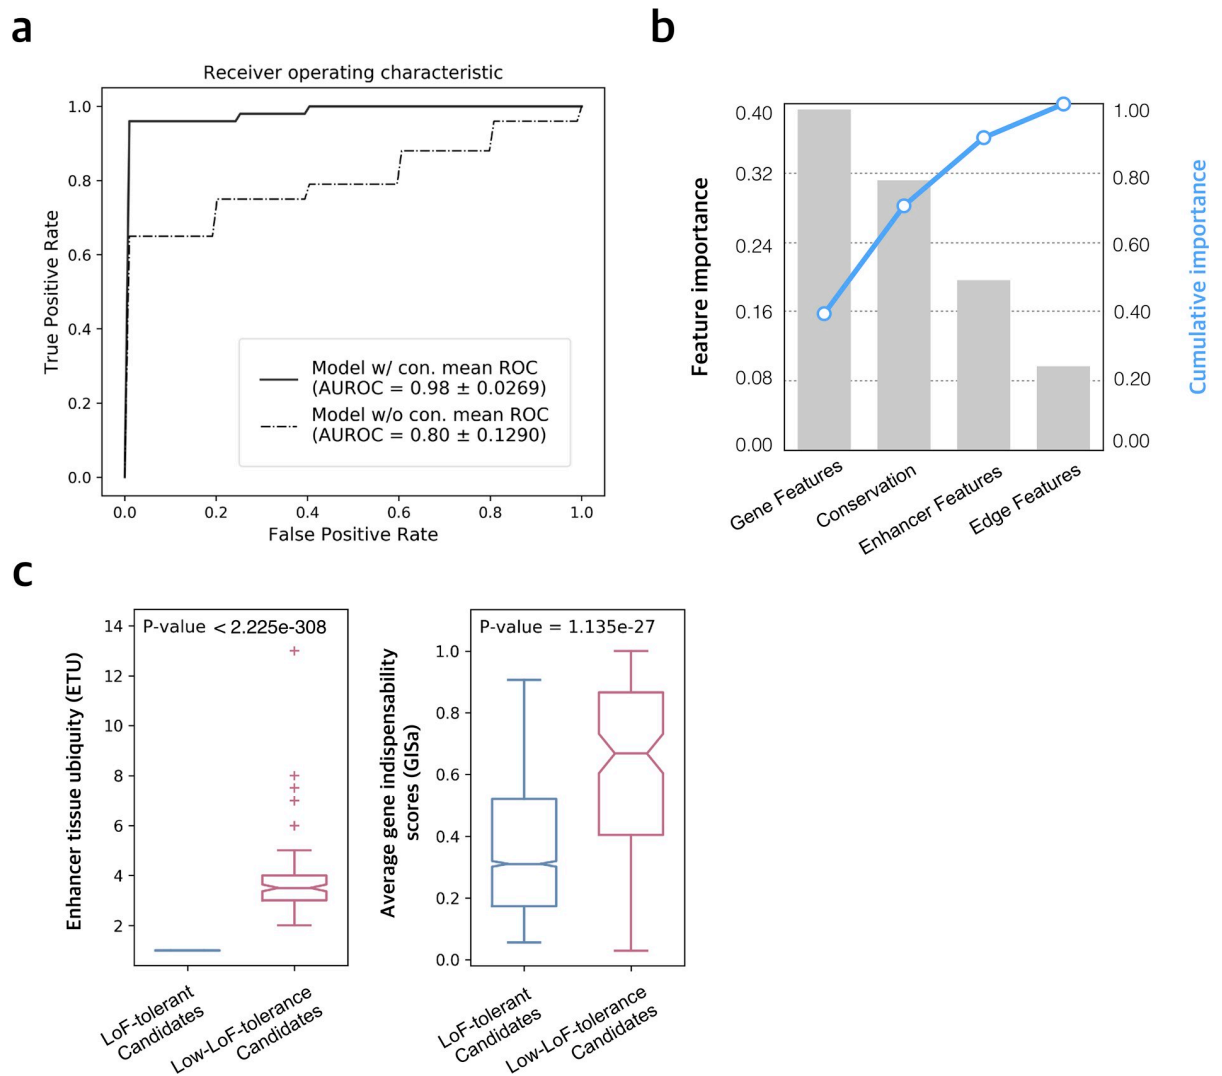 a
Receiver operating characteristic
1.0
0.8
0.6
0.4
0.2
0.0
True Positive Rate
Model w/ con. mean ROC
(AUROC = 0.98 ± 0.0269)
Model w/o con. mean ROC
(AUROC = 0.80 ± 0.1290)
0.0 0.2 0.4 0.6 0.8 1.0
False Positive Rate
b
Feature importance
0.40
0.32
0.24
0.16
0.08
0.00
1.00
0.80
0.60
0.40
0.20
0.00
Cumulative importance
Gene Features
Conservation
Enhancer Features
Edge Features
c
Enhancer tissue ubiquity (ETU)
14
12
10
8
6
4
2
P-value < 2.225e-308
LoF-tolerant
Candidates
Low-LoF-tolerance
Candidates
Average gene indispensability
scores (GISa)
1.0
0.8
0.6
0.4
0.2
0.0
P-value = 1.135e-27
LoF-tolerant
Candidates
Low-LoF-tolerance
Candidates